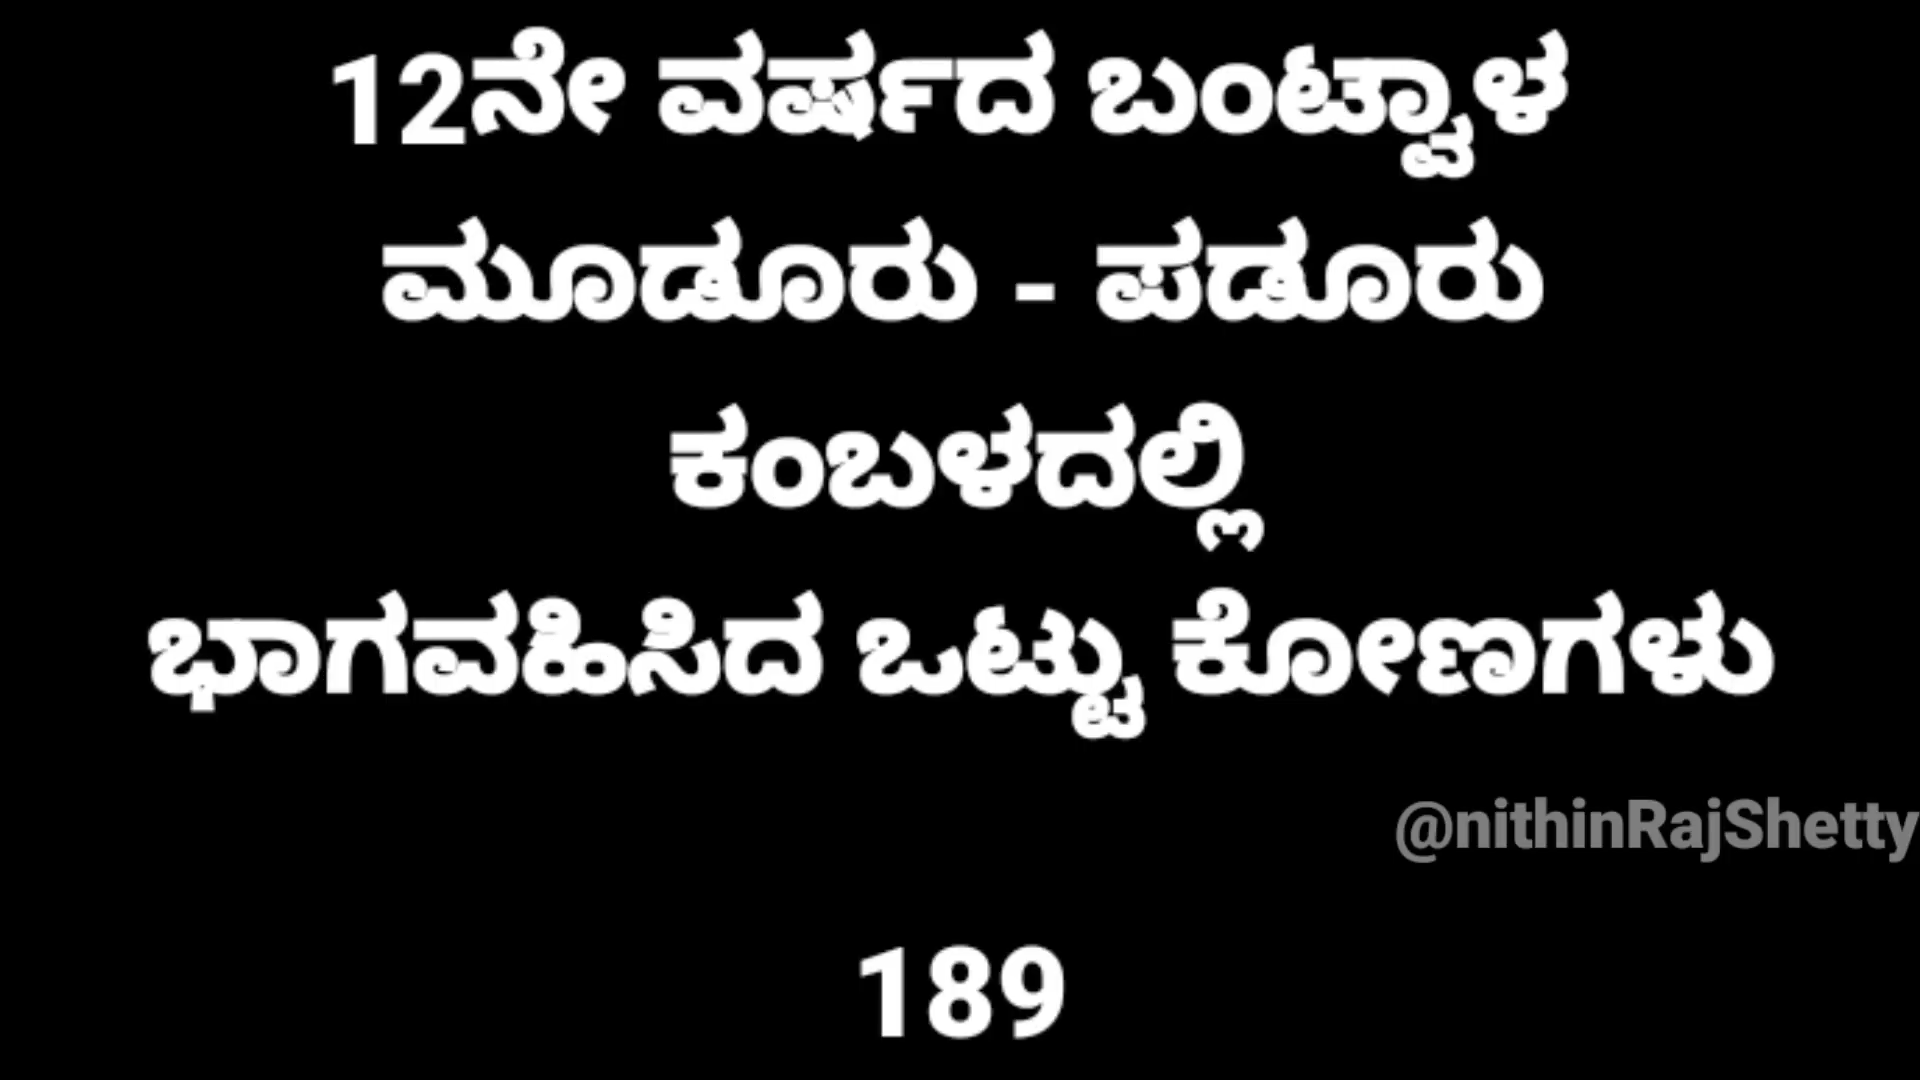 12ನೇ ವರ್ಷದ ಬಂಟ್ವಾಳ
ಮೂಡೂರು - ಪಡೂರು
ಕಂಬಳದಲ್ಲಿ
ಭಾಗವಹಿಸಿದ ಒಟ್ಟು ಕೋಣಗಳು
@nithinRajShetty
189